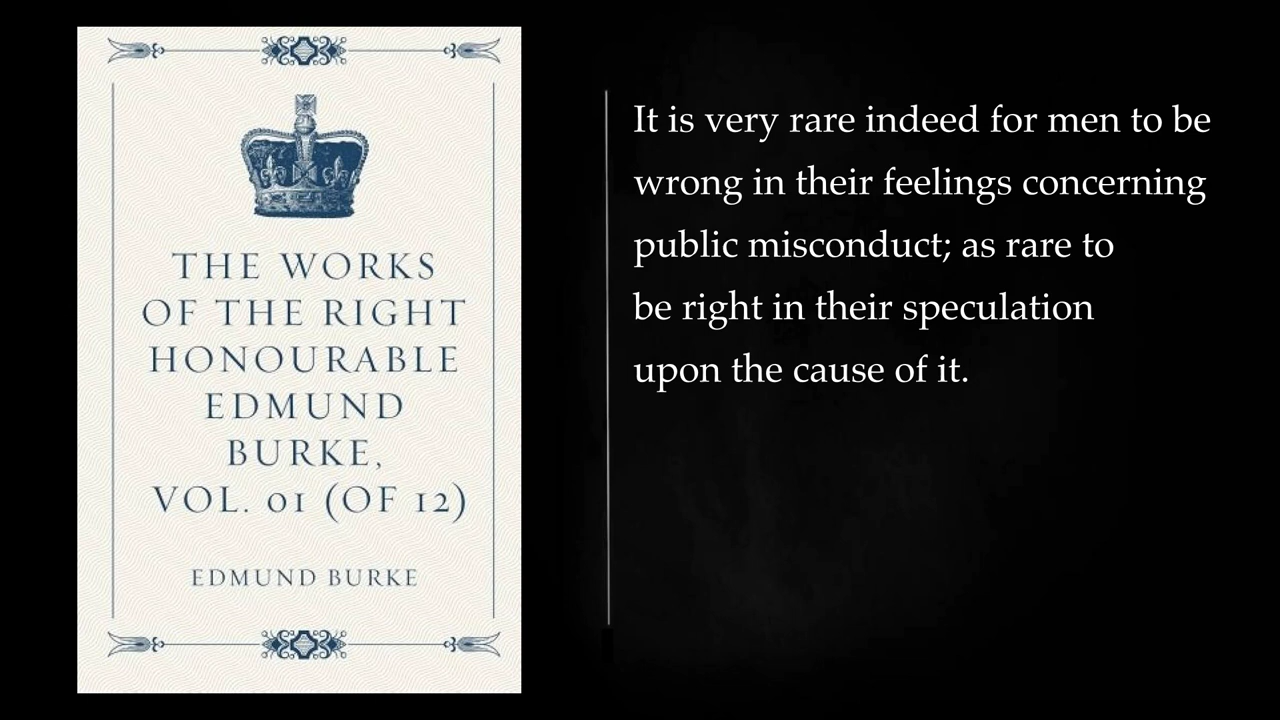 THE WORKS
OF THE RIGHT
HONOURABLE
EDMUND
BURKE,
VOL. 01 (OF 12)
EDMUND BURKE
It is very rare indeed for men to be
wrong in their feelings concerning
public misconduct; as rare to
be right in their speculation
upon the cause of it.